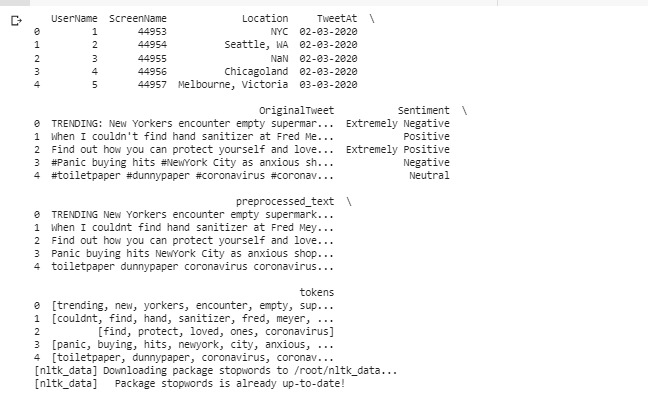 UserName ScreenName Location TweetAt \
0 1 44953 NYC 02-03-2020
1 2 44954 Seattle, WA 02-03-2020
2 3 44955 NaN 02-03-2020
3 4 44956 Chicagoland 02-03-2020
4 5 44957 Melbourne, Victoria 03-03-2020
OriginalTweet Sentiment \
0 TRENDING: New Yorkers encounter empty supermar... Extremely Negative
1 When I couldn't find hand sanitizer at Fred Me... Positive
2 Find out how you can protect yourself and love... Extremely Positive
3 #Panic buying hits #NewYork City as anxious sh... Negative
4 #toiletpaper #dunnypaper #coronavirus #coronav... Neutral
preprocessed_text \
0 TRENDING New Yorkers encounter empty supermark...
1 When I couldnt find hand sanitizer at Fred Mey...
2 Find out how you can protect yourself and love...
3 Panic buying hits NewYork City as anxious shop...
4 toiletpaper dunnypaper coronavirus coronavirus...
tokens
0 [trending, new, yorkers, encounter, empty, sup...
1 [couldnt, find, hand, sanitizer, fred, meyer, ...
2 [find, protect, loved, ones, coronavirus]
3 [panic, buying, hits, newyork, city, anxious, ...
4 [toiletpaper, dunnypaper, coronavirus, coronav...
[nltk_data] Downloading package stopwords to /root/nltk_data...
[nltk_data] Package stopwords is already up-to-date!